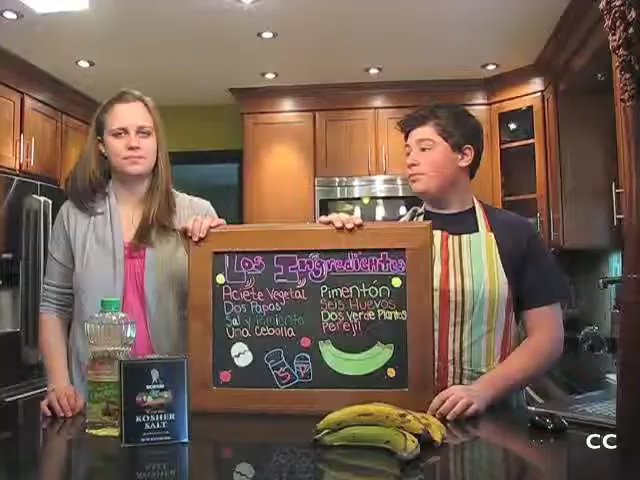 Los Ingredientes
Aciete Vegetal
Dos Papas
Sal y Pimiento
Una Cebolla
Pimentón
Seis Huevos
Dos Verde Plantos
Perejil
S
P
KOSHER
SALT
CC